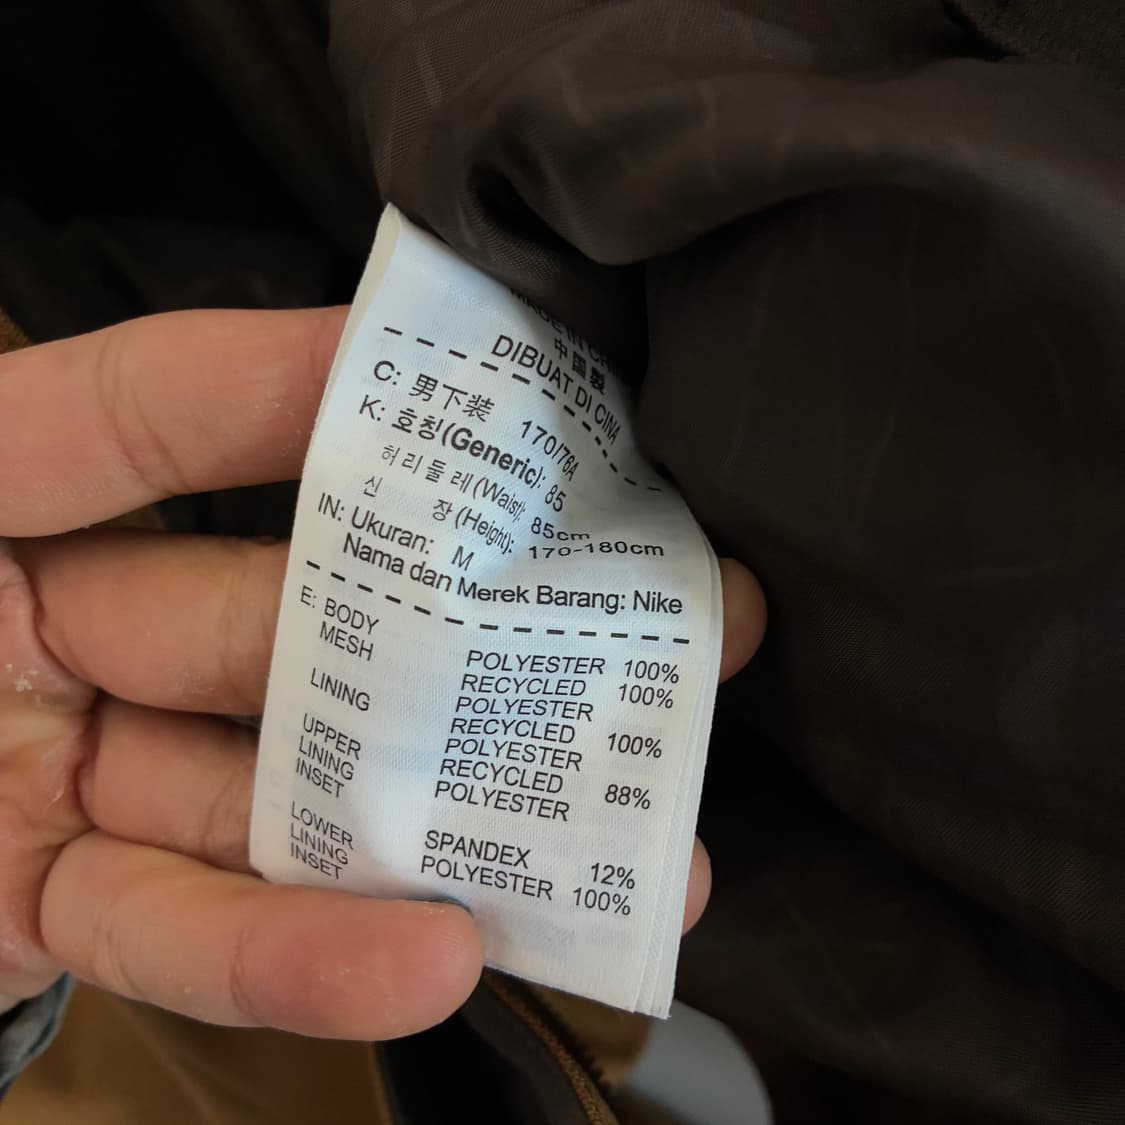 MADE IN CHINA
中国製
DIBUAT DI CINA
C: 男下装 170/76A
K: 호칭(Generic): 85
허리둘레(Waist): 85cm
신 장(Height): 170-180cm
IN: Ukuran: M
Nama dan Merek Barang: Nike
E: BODY POLYESTER 100%
MESH RECYCLED 100%
POLYESTER
LINING RECYCLED 100%
POLYESTER
UPPER RECYCLED 88%
LINING POLYESTER
INSET
SPANDEX 12%
LOWER POLYESTER 100%
LINING
INSET